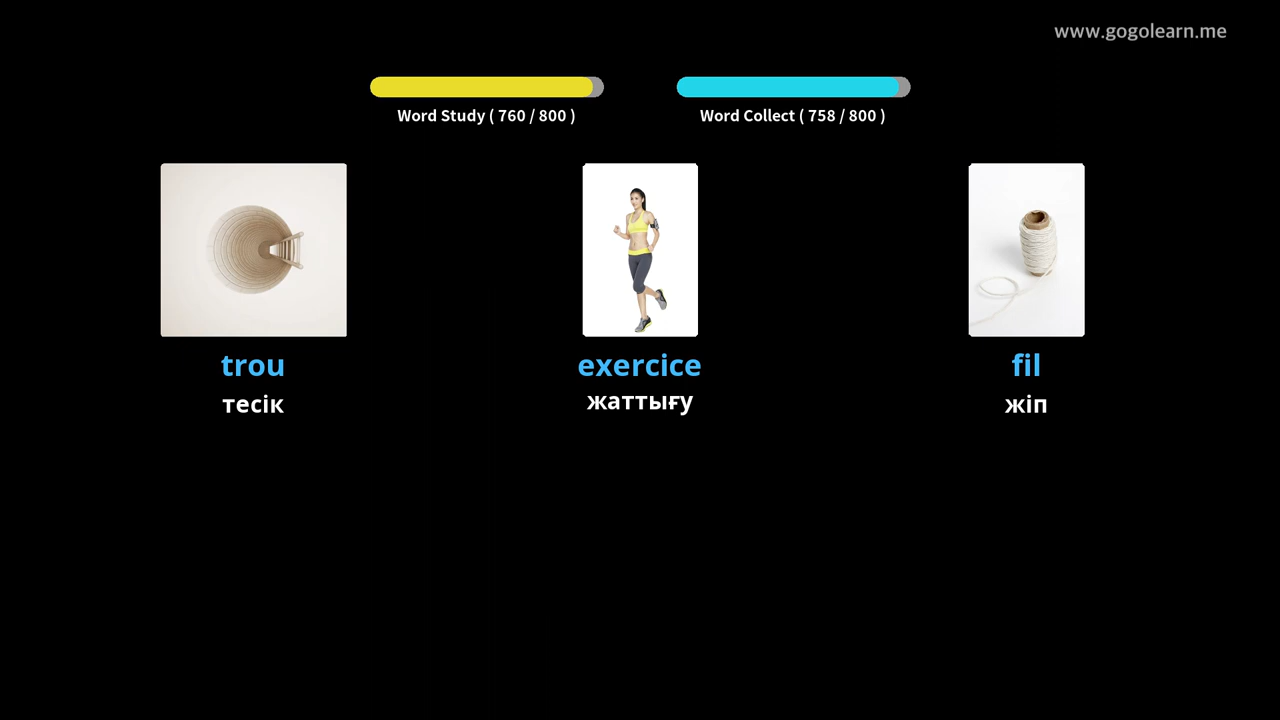 www.gogolearn.me
Word Study ( 760 / 800 )
Word Collect ( 758 / 800 )
trou
тесік
exercice
жаттығу
fil
жіп